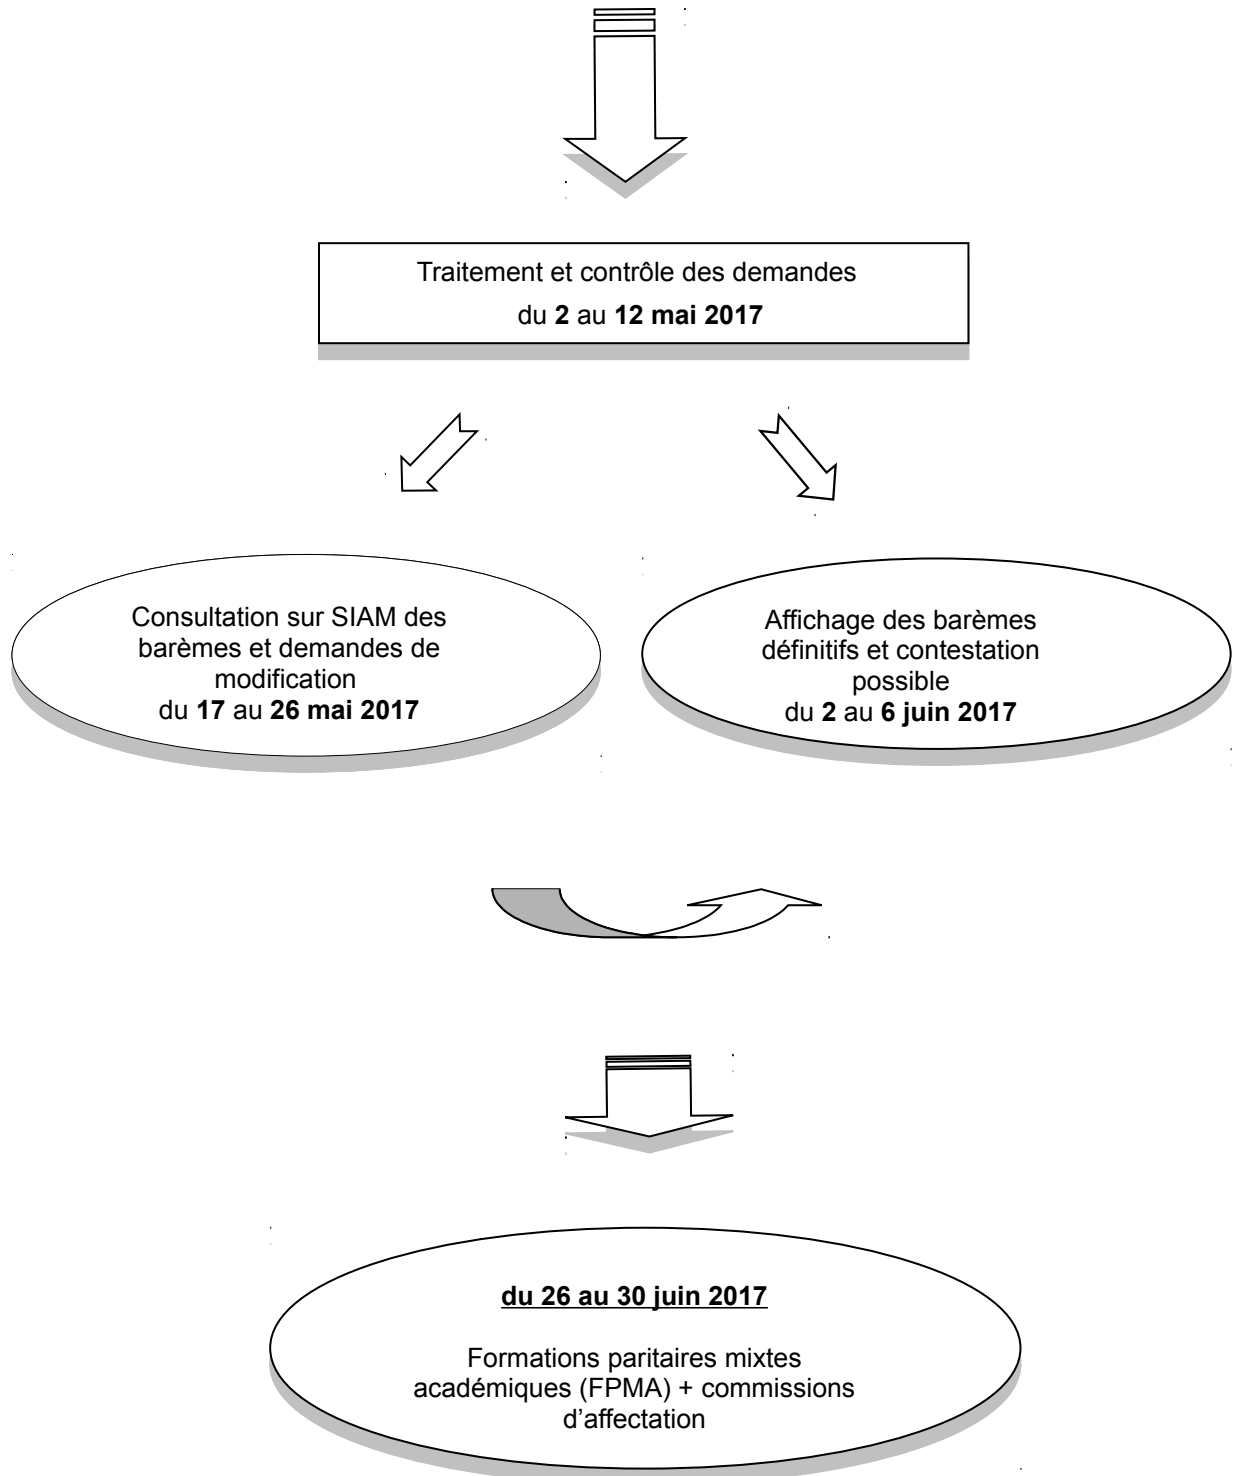 Traitement et contrôle des demandes
du 2 au 12 mai 2017
Consultation sur SIAM des
barèmes et demandes de
modification
du 17 au 26 mai 2017
Affichage des barèmes
définitifs et contestation
possible
du 2 au 6 juin 2017
du 26 au 30 juin 2017
Formations paritaires mixtes
académiques (FPMA) + commissions
d’affectation